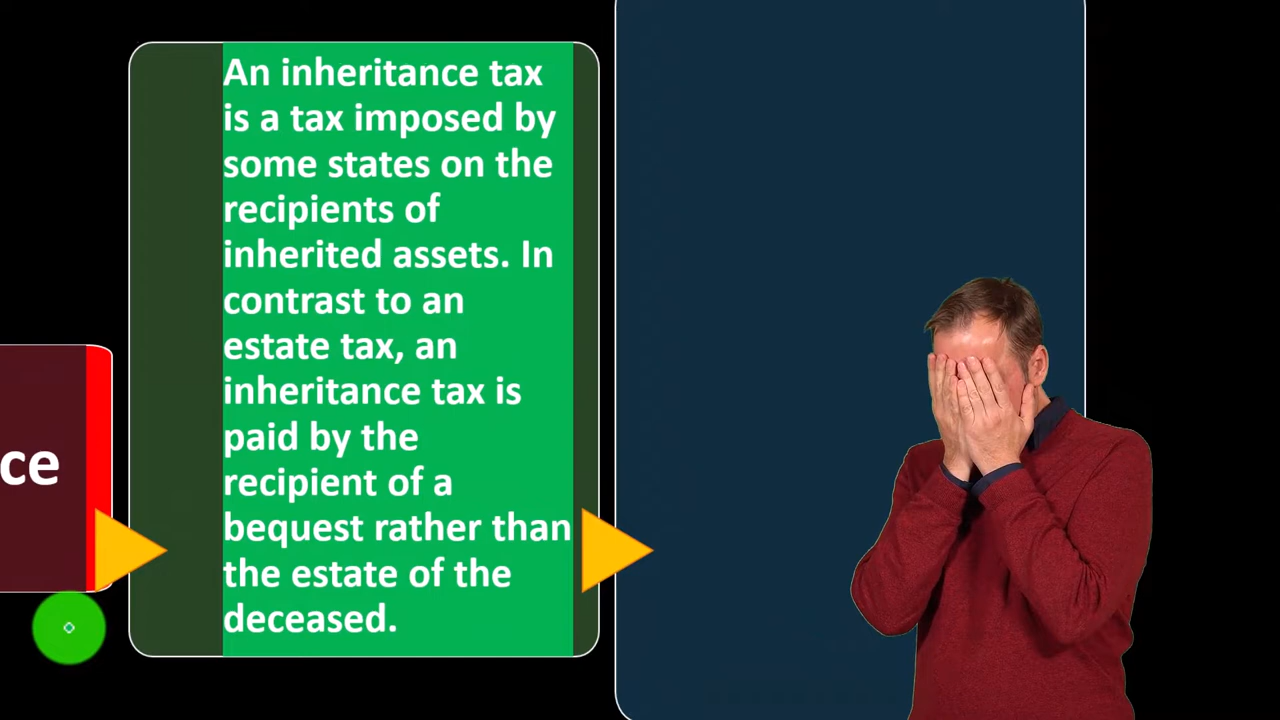 An inheritance tax
is a tax imposed by
some states on the
recipients of
inherited assets. In
contrast to an
estate tax, an
inheritance tax is
paid by the
recipient of a
bequest rather than
the estate of the
deceased.
ce